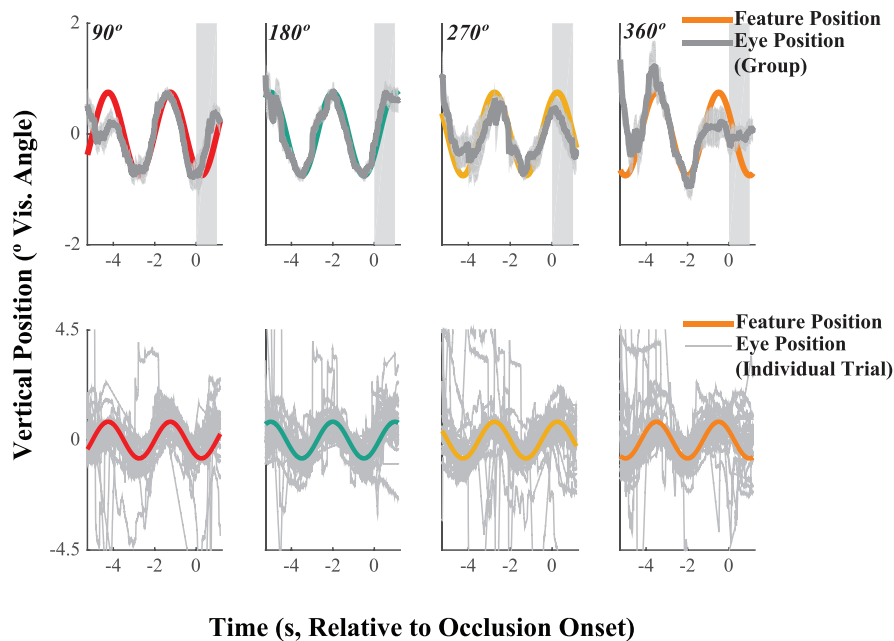 2
0
-2
90º
180º
270º
360º
Feature Position
Eye Position
(Group)
-4 -2 0
-4 -2 0
-4 -2 0
-4 -2 0
Vertical Position (º Vis. Angle)
4.5
0
-4.5
Feature Position
Eye Position
(Individual Trial)
-4 -2 0
-4 -2 0
-4 -2 0
-4 -2 0
Time (s, Relative to Occlusion Onset)